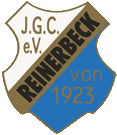 J.G.C.
e.V.
REINERBECK
von
1923